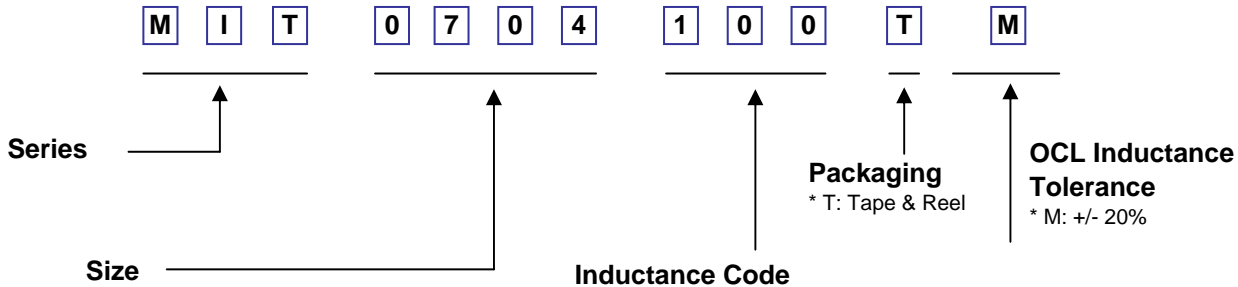 M I T 0 7 0 4 1 0 0 T M
Series
Packaging
* T: Tape & Reel
OCL Inductance
Tolerance
* M: +/- 20%
Size
Inductance Code